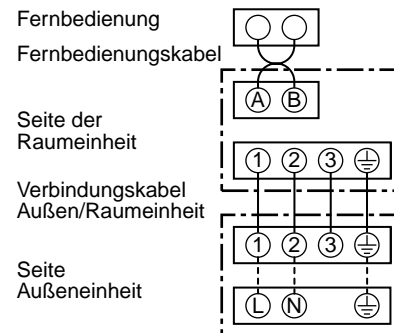 Fernbedienung
Fernbedienungskabel
A B
Seite der
Raumeinheit
1 2 3
Verbindungskabel
Außen/Raumeinheit
1 2 3
Seite
Außeneinheit
L N